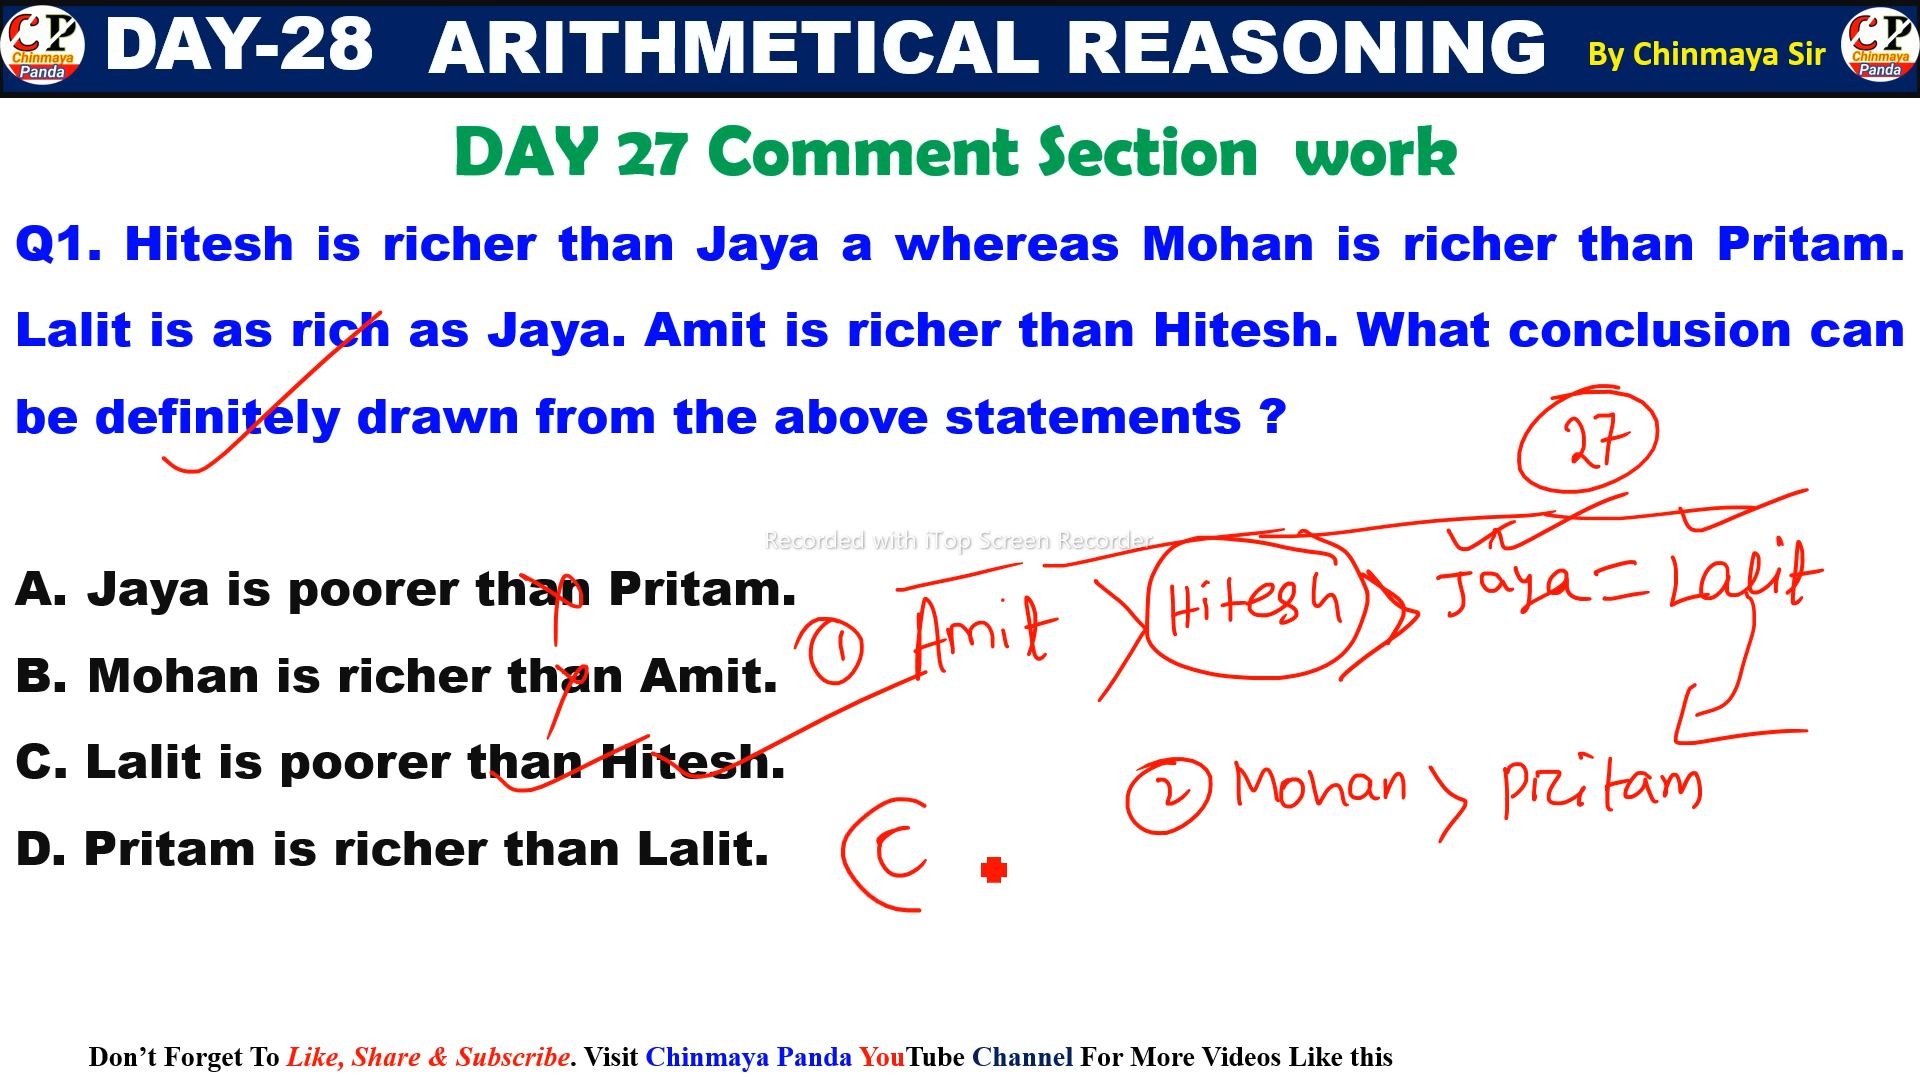 CP Chinmaya Panda DAY-28 ARITHMETICAL REASONING By Chinmaya Sir CP Chinmaya Panda
DAY 27 Comment Section work
Q1. Hitesh is richer than Jaya a whereas Mohan is richer than Pritam.
Lalit is as rich as Jaya. Amit is richer than Hitesh. What conclusion can
be definitely drawn from the above statements ?
27
Recorded with iTop Screen Recorder
A. Jaya is poorer than Pritam.
1 Amit > Hitesh > Jaya = Lalit
B. Mohan is richer than Amit.
C. Lalit is poorer than Hitesh.
2 Mohan > Pritam
D. Pritam is richer than Lalit.
C
Don’t Forget To Like, Share & Subscribe. Visit Chinmaya Panda YouTube Channel For More Videos Like this